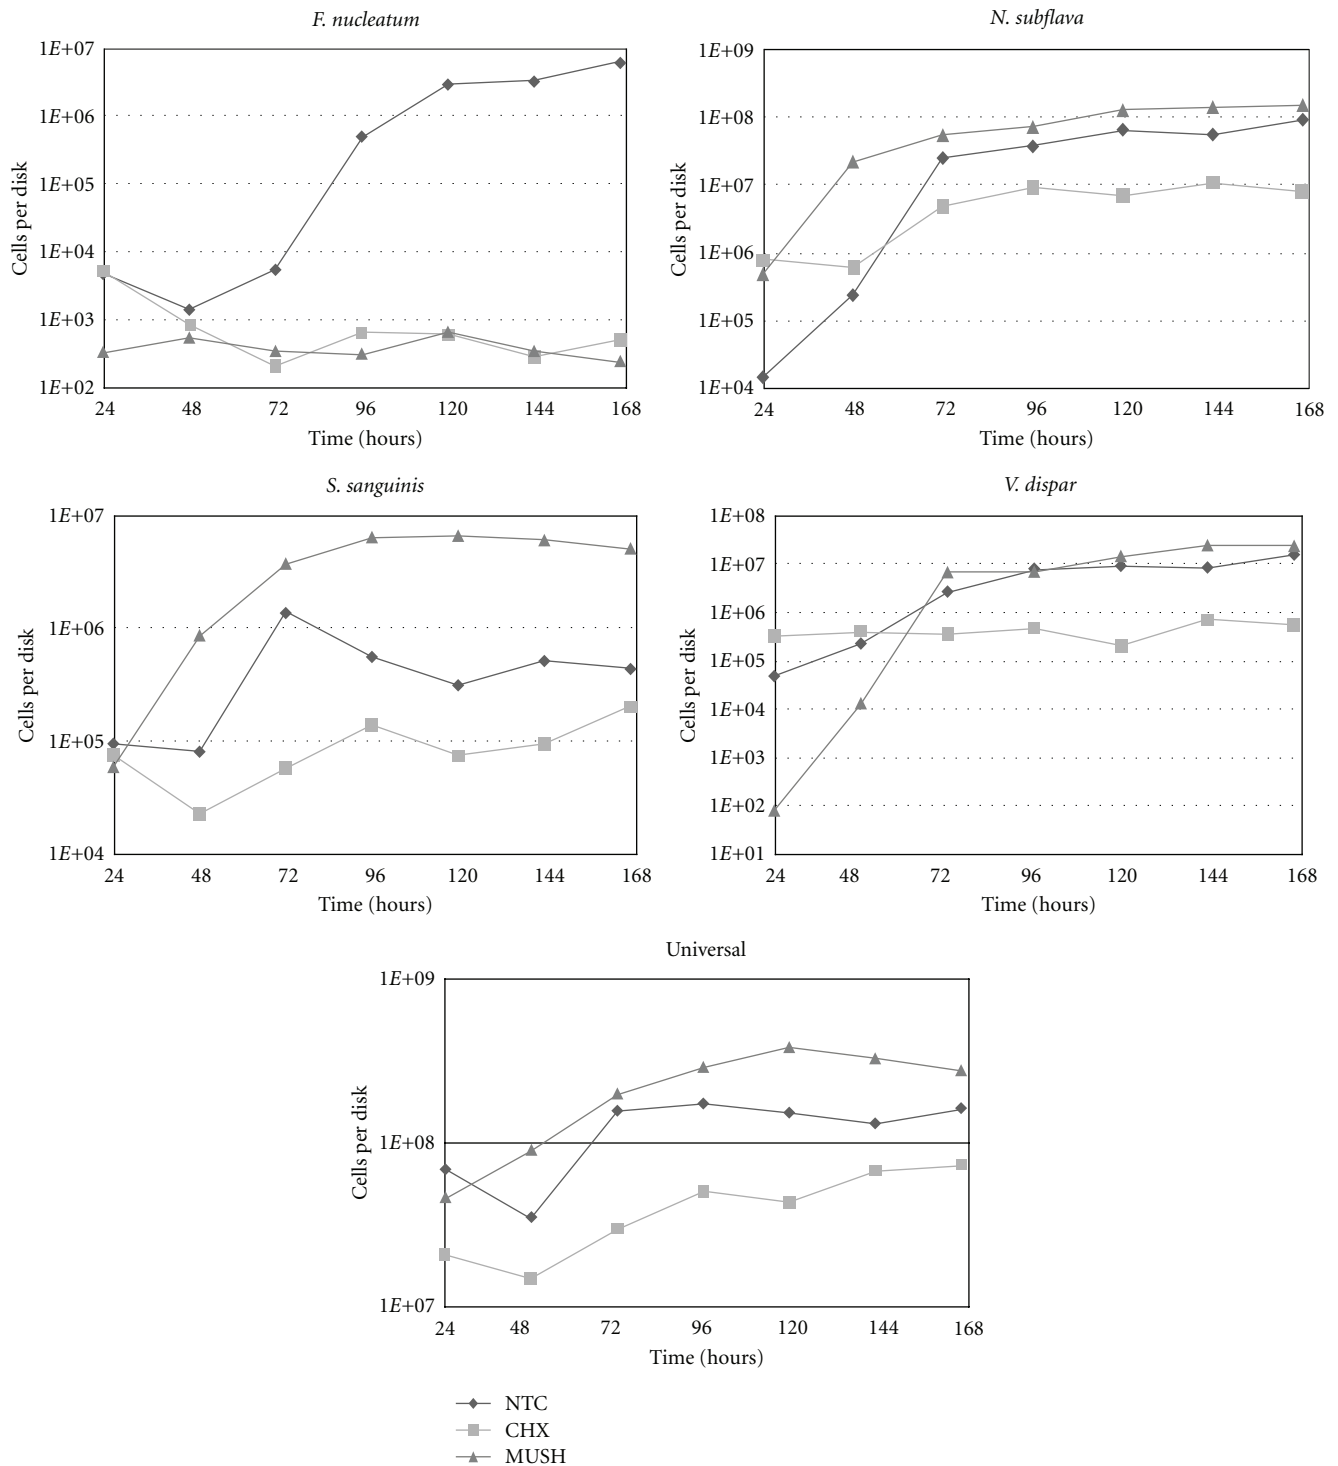 F. nucleatum
1E+07
1E+06
1E+05
1E+04
1E+03
1E+02
Cells per disk
24 48 72 96 120 144 168
Time (hours)
N. subflava
1E+09
1E+08
1E+07
1E+06
1E+05
1E+04
Cells per disk
24 48 72 96 120 144 168
Time (hours)
S. sanguinis
1E+07
1E+06
1E+05
1E+04
Cells per disk
24 48 72 96 120 144 168
Time (hours)
V. dispar
1E+08
1E+07
1E+06
1E+05
1E+04
1E+03
1E+02
1E+01
Cells per disk
24 48 72 96 120 144 168
Time (hours)
Universal
1E+09
1E+08
1E+07
Cells per disk
24 48 72 96 120 144 168
Time (hours)
NTC
CHX
MUSH